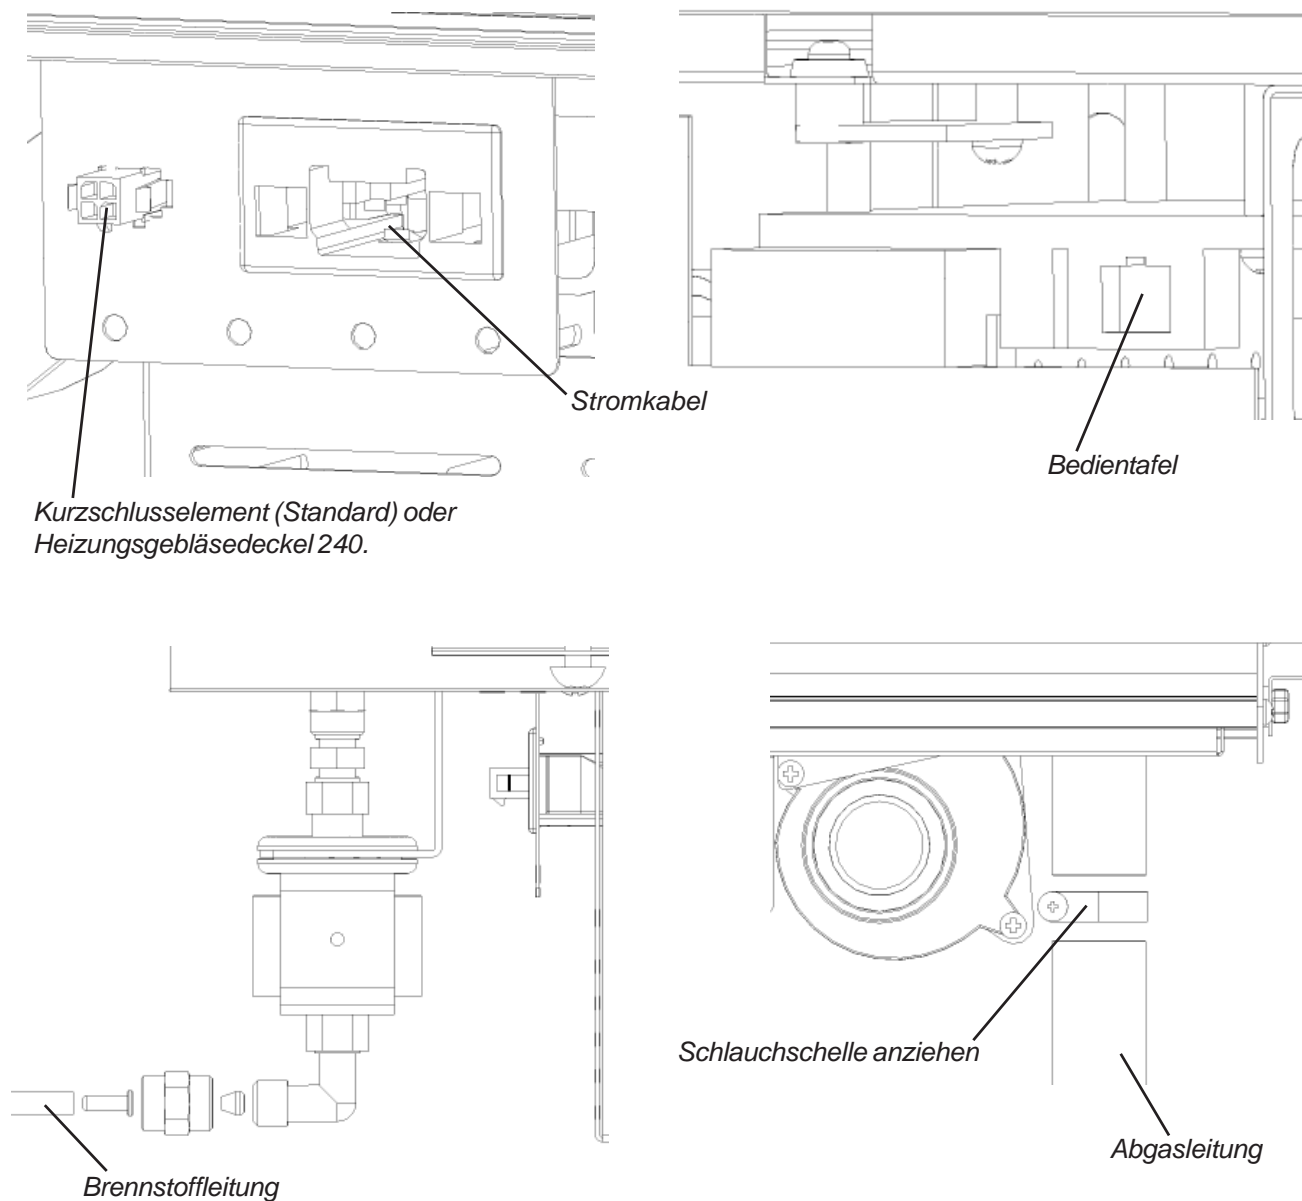 Stromkabel
Bedientafel
Kurzschlusselement (Standard) oder
Heizungsgebläsedeckel 240.
Schlauchschelle anziehen
Abgasleitung
Brennstoffleitung